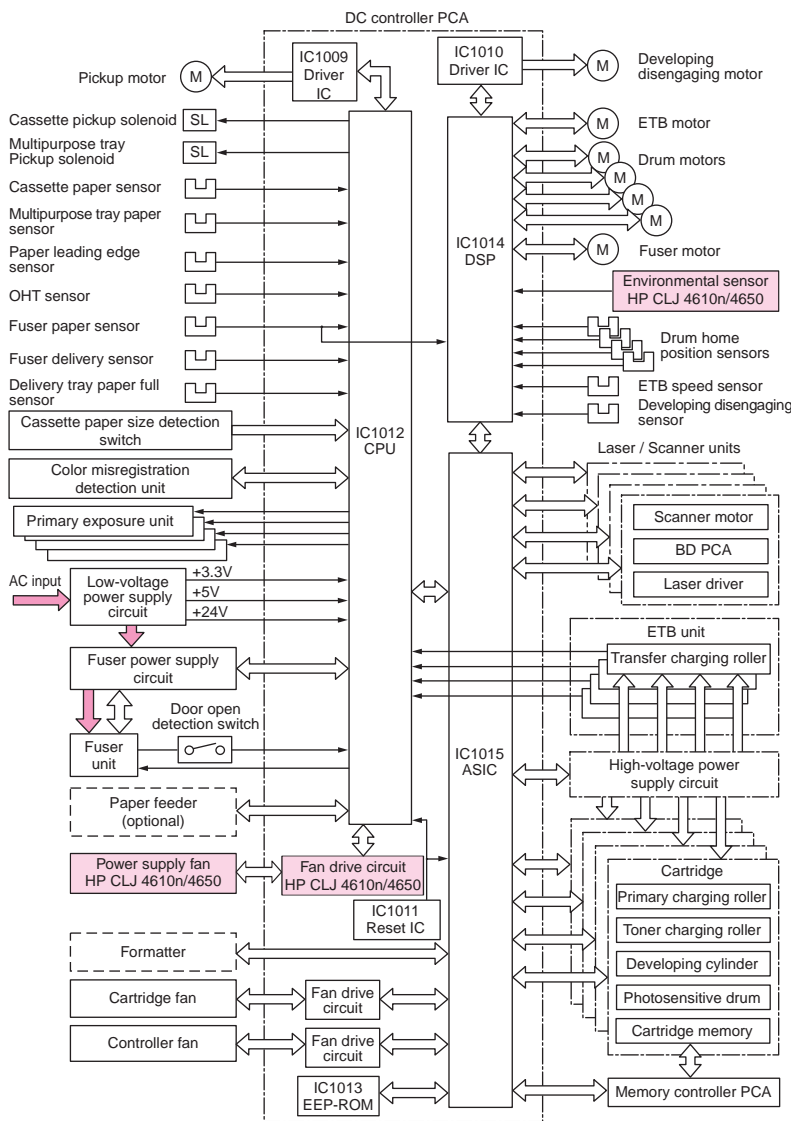 DC controller PCA
IC1009
Driver
IC
IC1010
Driver IC
Pickup motor
M
M
Developing
disengaging motor
Cassette pickup solenoid
SL
Multipurpose tray
Pickup solenoid
SL
Cassette paper sensor
Multipurpose tray paper
sensor
Paper leading edge
sensor
OHT sensor
Fuser paper sensor
Fuser delivery sensor
Delivery tray paper full
sensor
Cassette paper size detection
switch
Color misregistration
detection unit
Primary exposure unit
AC input
Low-voltage
power supply
circuit
+3.3V
+5V
+24V
Fuser power supply
circuit
Door open
detection switch
Fuser
unit
Paper feeder
(optional)
Power supply fan
HP CLJ 4610n/4650
Fan drive circuit
HP CLJ 4610n/4650
IC1011
Reset IC
Formatter
Cartridge fan
Fan drive
circuit
Controller fan
Fan drive
circuit
IC1013
EEP-ROM
IC1012
CPU
IC1014
DSP
IC1015
ASIC
M
ETB motor
M
M
M
M
Drum motors
M
Fuser motor
Environmental sensor
HP CLJ 4610n/4650
Drum home
position sensors
ETB speed sensor
Developing disengaging
sensor
Laser / Scanner units
Scanner motor
BD PCA
Laser driver
ETB unit
Transfer charging roller
High-voltage power
supply circuit
Cartridge
Primary charging roller
Toner charging roller
Developing cylinder
Photosensitive drum
Cartridge memory
Memory controller PCA